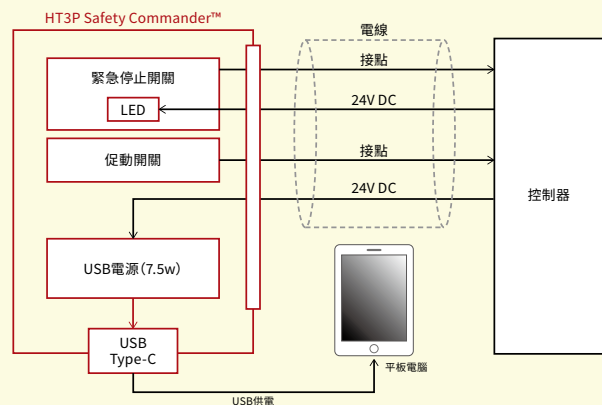 HT3P Safety Commander™
電線
緊急停止開關
接點
LED
24V DC
促動開關
接點
24V DC
控制器
USB電源(7.5w)
USB
Type-C
平板電腦
USB供電